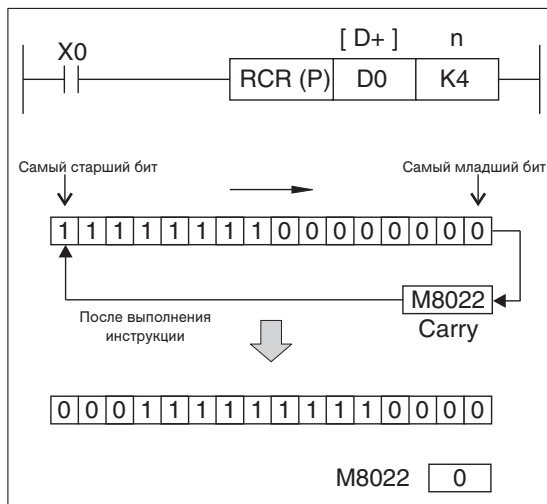 X0
[ D+ ] n
RCR (P) D0 K4
Самый старший бит Самый младший бит
1 1 1 1 1 1 1 1 0 0 0 0 0 0 0 0
M8022
Carry
После выполнения
инструкции
0 0 0 1 1 1 1 1 1 1 1 1 0 0 0 0
M8022 0